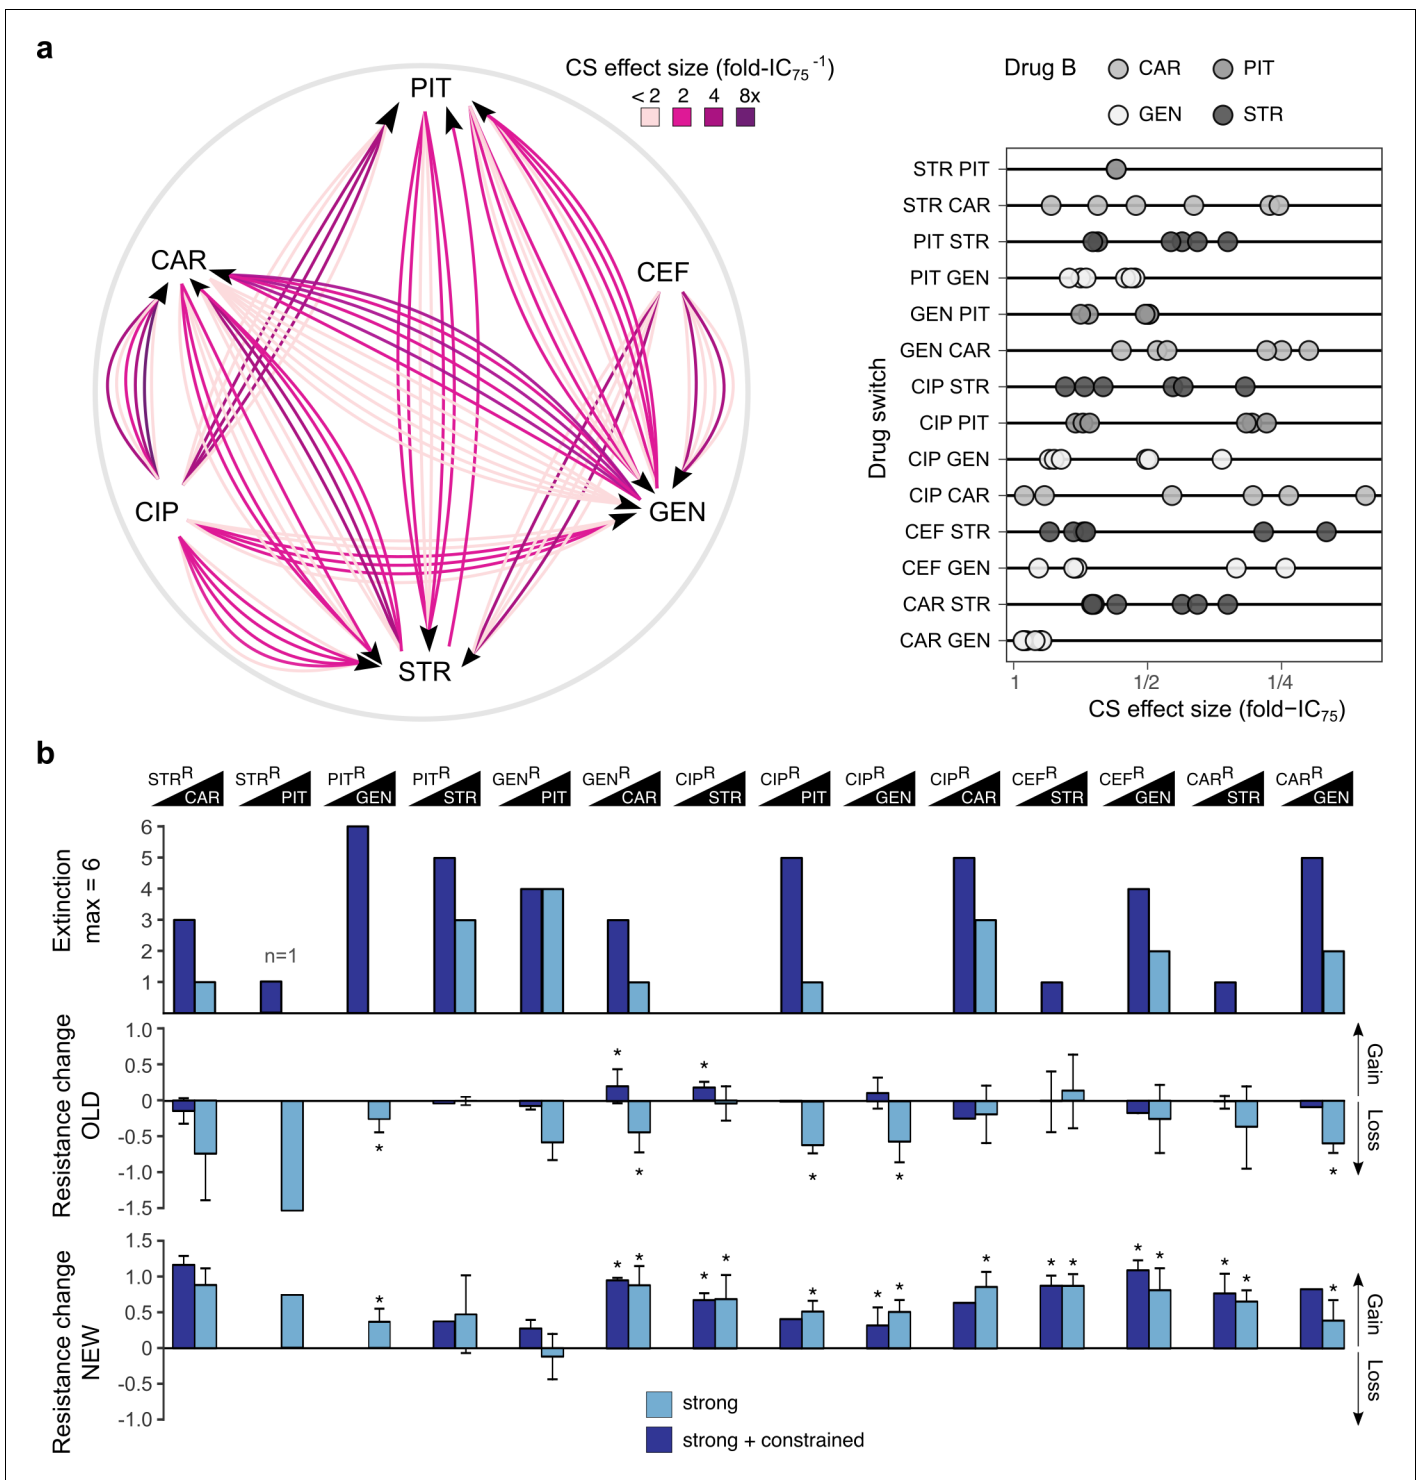 a
CS effect size (fold-IC75 -1)
< 2 2 4 8x
PIT
CAR
CEF
CIP
GEN
STR
Drug B CAR PIT
GEN STR
Drug switch
STR PIT
STR CAR
PIT STR
PIT GEN
GEN PIT
GEN CAR
CIP STR
CIP PIT
CIP GEN
CIP CAR
CEF STR
CEF GEN
CAR STR
CAR GEN
1 1/2 1/4
CS effect size (fold−IC75)
b
STRR STRR PITR PITR GENR GENR CIPR CIPR CIPR CIPR CEFR CEFR CARR CARR
CAR PIT GEN STR PIT CAR STR PIT GEN CAR STR GEN STR GEN
Extinction
max = 6
6
5
4
3
2
1
n=1
Resistance change
OLD
1.0
0.5
0
-0.5
-1.0
-1.5
* * * * * * *
Gain
Loss
Resistance change
NEW
1.5
1.0
0.5
0
-0.5
-1.0
* * * * * * * * * * * * * * * *
Gain
Loss
strong
strong + constrained